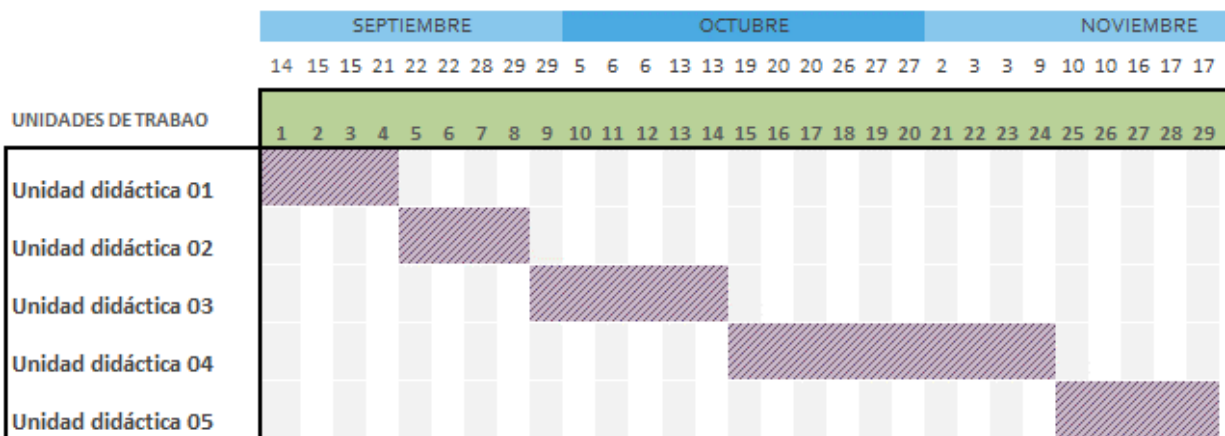 SEPTIEMBRE OCTUBRE NOVIEMBRE
14 15 15 21 22 22 28 29 29 5 6 6 13 13 19 20 20 26 27 27 2 3 3 9 10 10 16 17 17
UNIDADES DE TRABAO
1 2 3 4 5 6 7 8 9 10 11 12 13 14 15 16 17 18 19 20 21 22 23 24 25 26 27 28 29
Unidad didáctica 01
Unidad didáctica 02
Unidad didáctica 03
Unidad didáctica 04
Unidad didáctica 05